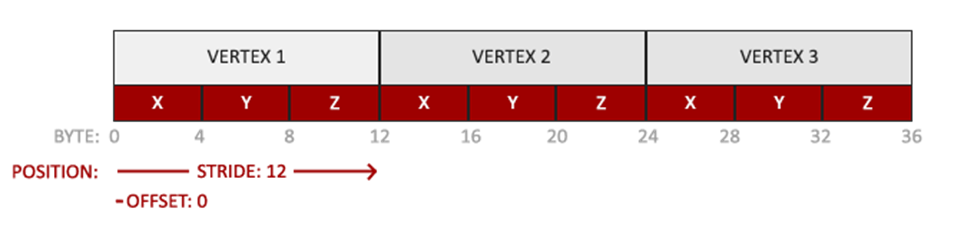 VERTEX 1 VERTEX 2 VERTEX 3
X Y Z X Y Z X Y Z
BYTE: 0 4 8 12 16 20 24 28 32 36
POSITION: STRIDE: 12
-OFFSET: 0